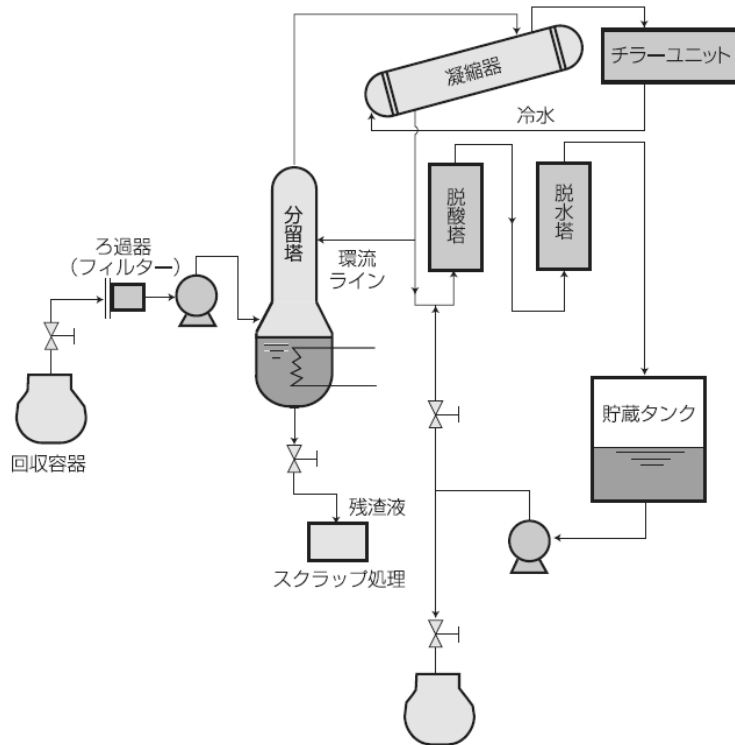 凝縮器
チラーユニット
冷水
分留塔
脱酸塔
脱水塔
ろ過器
（フィルター）
環流
ライン
回収容器
貯蔵タンク
残渣液
スクラップ処理